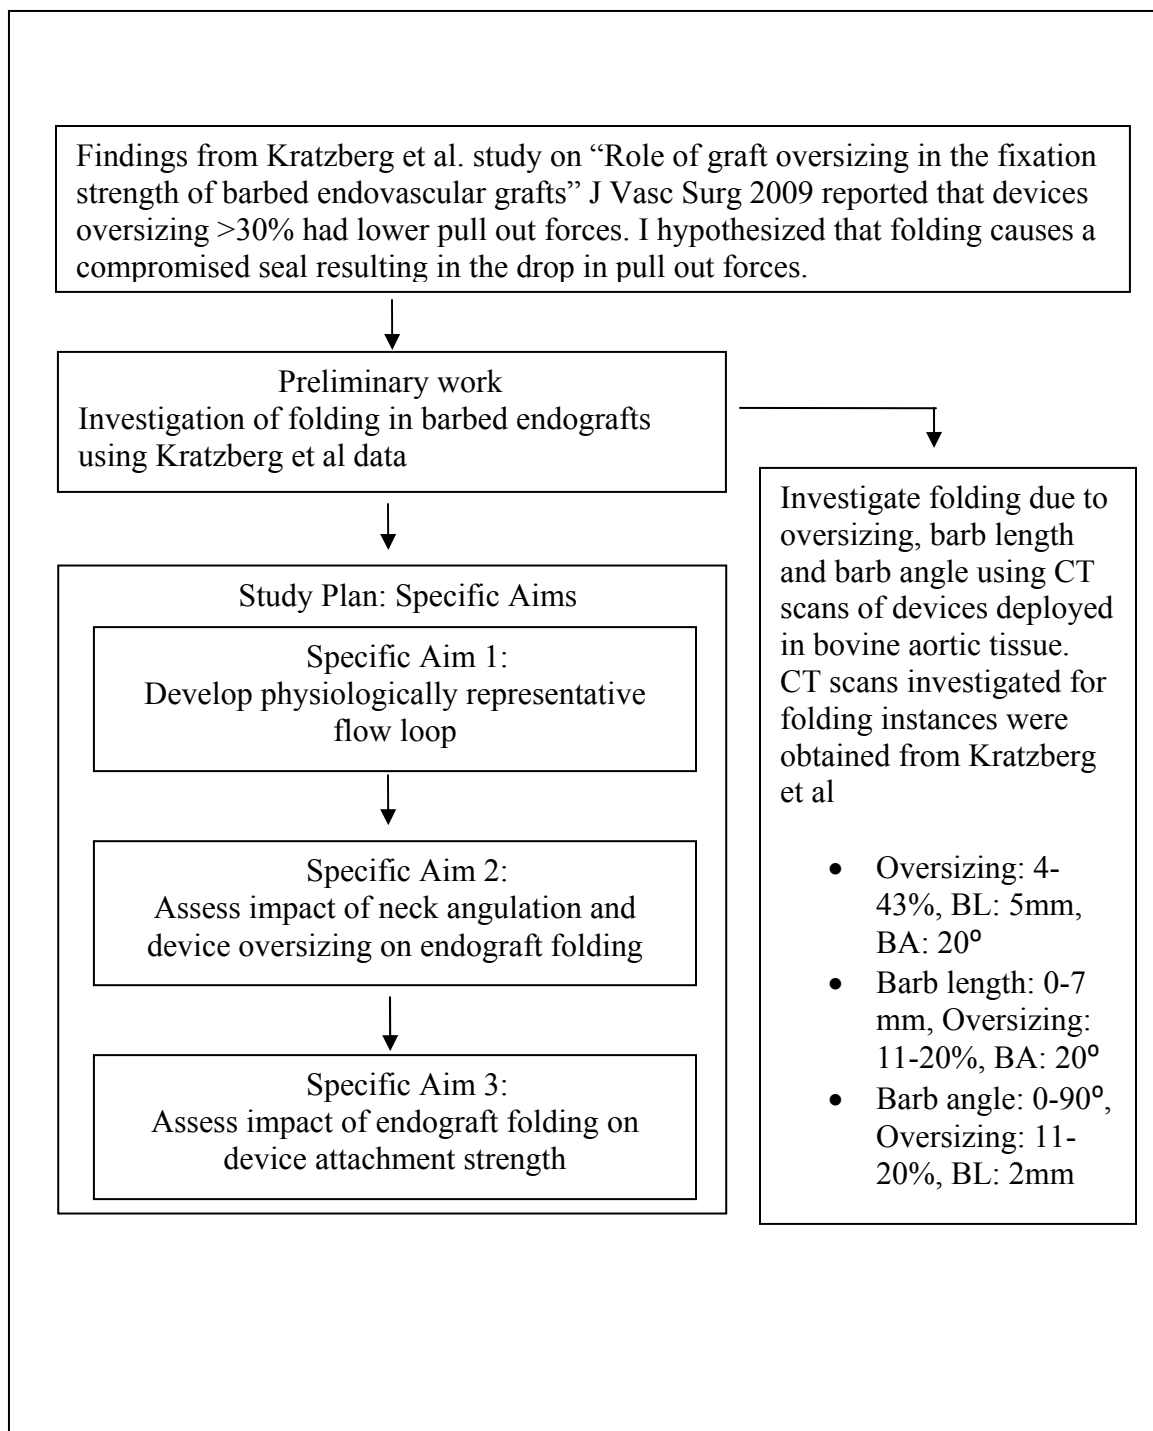 Findings from Kratzberg et al. study on “Role of graft oversizing in the fixation
strength of barbed endovascular grafts” J Vasc Surg 2009 reported that devices
oversizing >30% had lower pull out forces. I hypothesized that folding causes a
compromised seal resulting in the drop in pull out forces.
Preliminary work
Investigation of folding in barbed endografts
using Kratzberg et al data
Study Plan: Specific Aims
Specific Aim 1:
Develop physiologically representative
flow loop
Specific Aim 2:
Assess impact of neck angulation and
device oversizing on endograft folding
Specific Aim 3:
Assess impact of endograft folding on
device attachment strength
Investigate folding due to
oversizing, barb length
and barb angle using CT
scans of devices deployed
in bovine aortic tissue.
CT scans investigated for
folding instances were
obtained from Kratzberg
et al
• Oversizing: 4-
43%, BL: 5mm,
BA: 20⁰
• Barb length: 0-7
mm, Oversizing:
11-20%, BA: 20⁰
• Barb angle: 0-90⁰,
Oversizing: 11-
20%, BL: 2mm